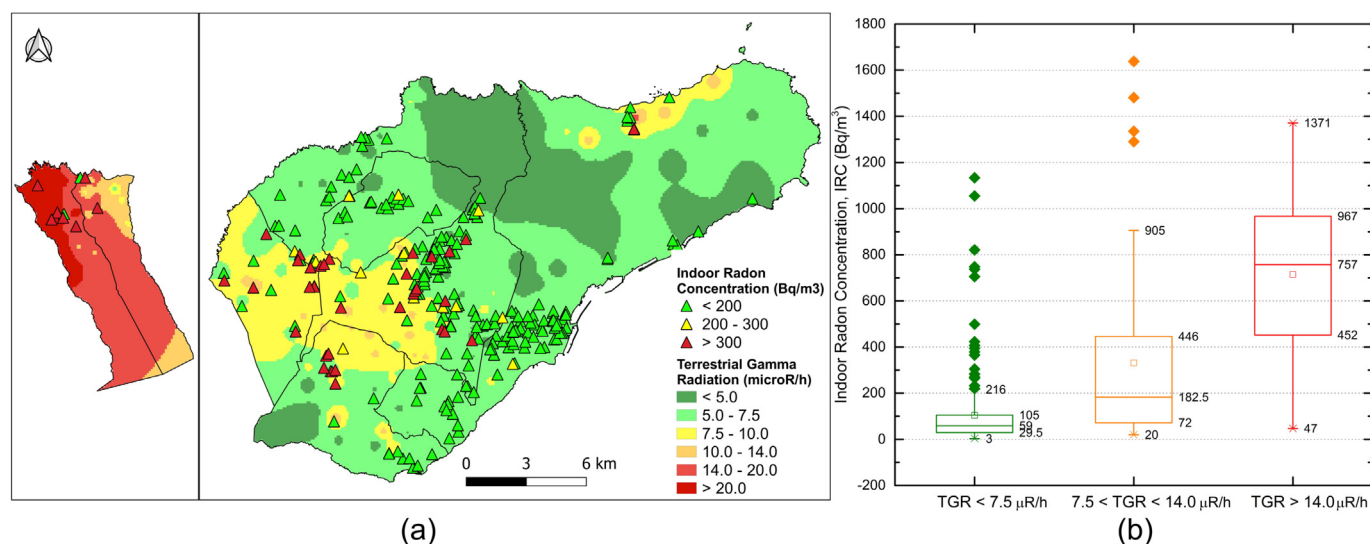 Indoor Radon
Concentration (Bq/m3)
< 200
200 - 300
> 300
Terrestrial Gamma
Radiation (microR/h)
< 5.0
5.0 - 7.5
7.5 - 10.0
10.0 - 14.0
14.0 - 20.0
> 20.0
0 3 6 km
(a)
Indoor Radon Concentration, IRC (Bq/m³)
1800
1600
1400
1200
1000
800
600
400
200
0
-200
216
105
59
29.5
3
905
446
182.5
72
20
1371
967
757
452
47
TGR < 7.5 μR/h
7.5 < TGR < 14.0 μR/h
TGR > 14.0 μR/h
(b)